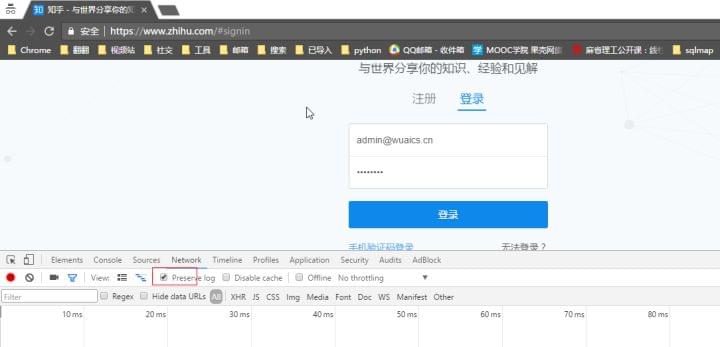 知乎 - 与世界分享你的知
安全 https://www.zhihu.com/#signin
Chrome 翻翻 视频站 社交 工具 邮箱 搜索 已导入 python QQ邮箱 - 收件箱 MOOC学院 果壳网旗 麻省理工公开课：线性 sqlmap
与世界分享你的知识、经验和见解
注册 登录
admin@wuaics.cn
••••••••
登录
手机验证码登录 无法登录？
Elements Console Sources Network Timeline Profiles Application Security Audits AdBlock
View: Preserve log Disable cache Offline No throttling
Filter Regex Hide data URLs All XHR JS CSS Img Media Font Doc WS Manifest Other
10 ms 20 ms 30 ms 40 ms 50 ms 60 ms 70 ms 80 ms